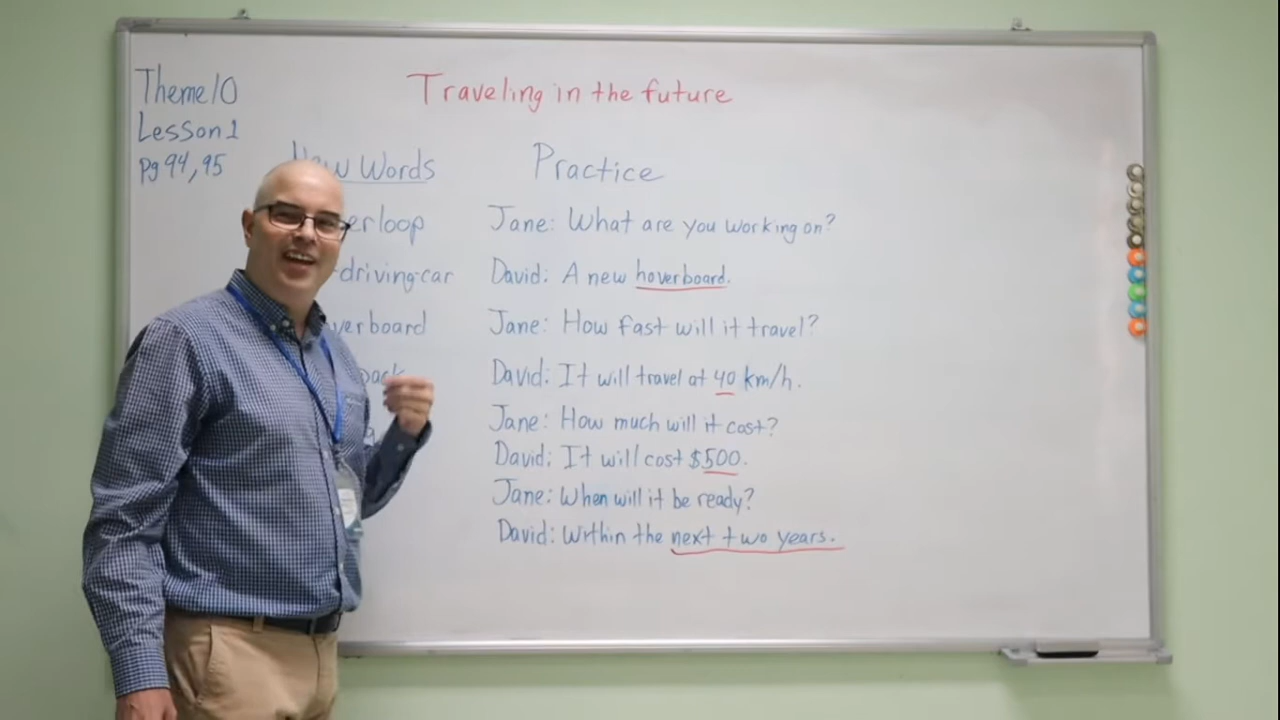 Theme 10
Lesson 1
Pg 94, 95
Traveling in the future
Words
Practice
Jane: What are you working on?
David: A new hoverboard.
Jane: How fast will it travel?
David: It will travel at 40 km/h.
Jane: How much will it cost?
David: It will cost $500.
Jane: When will it be ready?
David: Within the next two years.
erloop
-driving-car
verboard
pack